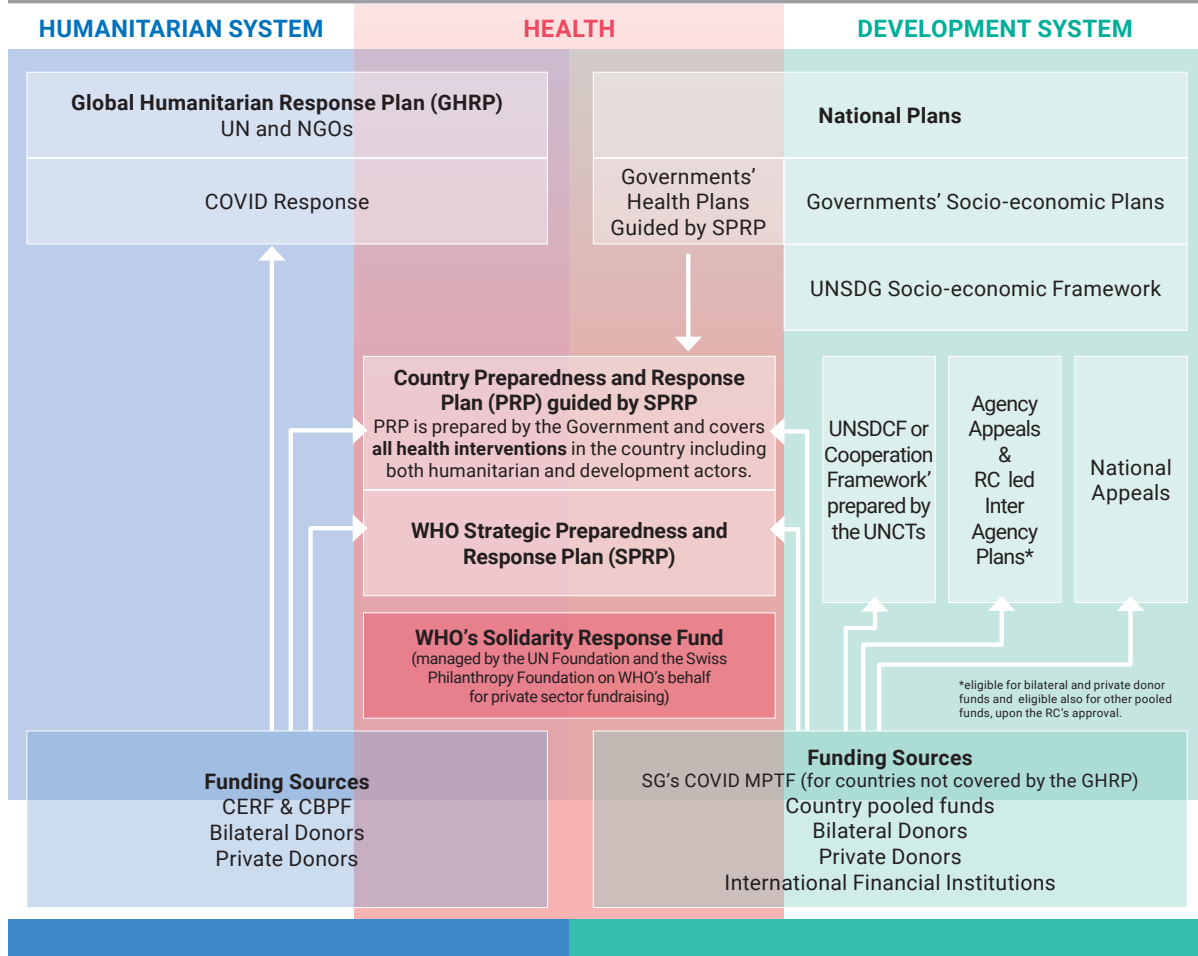 HUMANITARIAN SYSTEM
HEALTH
DEVELOPMENT SYSTEM
Global Humanitarian Response Plan (GHRP)
UN and NGOs
COVID Response
National Plans
Governments’
Health Plans
Guided by SPRP
Governments’ Socio-economic Plans
UNSDG Socio-economic Framework
Country Preparedness and Response
Plan (PRP) guided by SPRP
PRP is prepared by the Government and covers
all health interventions in the country including
both humanitarian and development actors.
WHO Strategic Preparedness and
Response Plan (SPRP)
WHO’s Solidarity Response Fund
(managed by the UN Foundation and the Swiss
Philanthropy Foundation on WHO’s behalf
for private sector fundraising)
UNSDCF or
Cooperation
Framework’
prepared by
the UNCTs
Agency
Appeals
&
RC led
Inter
Agency
Plans*
National
Appeals
*eligible for bilateral and private donor
funds and eligible also for other pooled
funds, upon the RC’s approval.
Funding Sources
CERF & CBPF
Bilateral Donors
Private Donors
Funding Sources
SG’s COVID MPTF (for countries not covered by the GHRP)
Country pooled funds
Bilateral Donors
Private Donors
International Financial Institutions